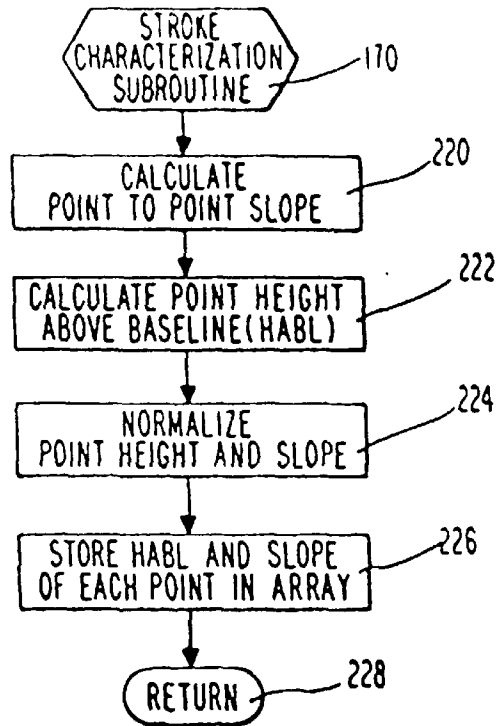 STROKE
CHARACTERIZATION
SUBROUTINE
170
CALCULATE
POINT TO POINT SLOPE
220
CALCULATE POINT HEIGHT
ABOVE BASELINE(HABL)
222
NORMALIZE
POINT HEIGHT AND SLOPE
224
STORE HABL AND SLOPE
OF EACH POINT IN ARRAY
226
RETURN
228